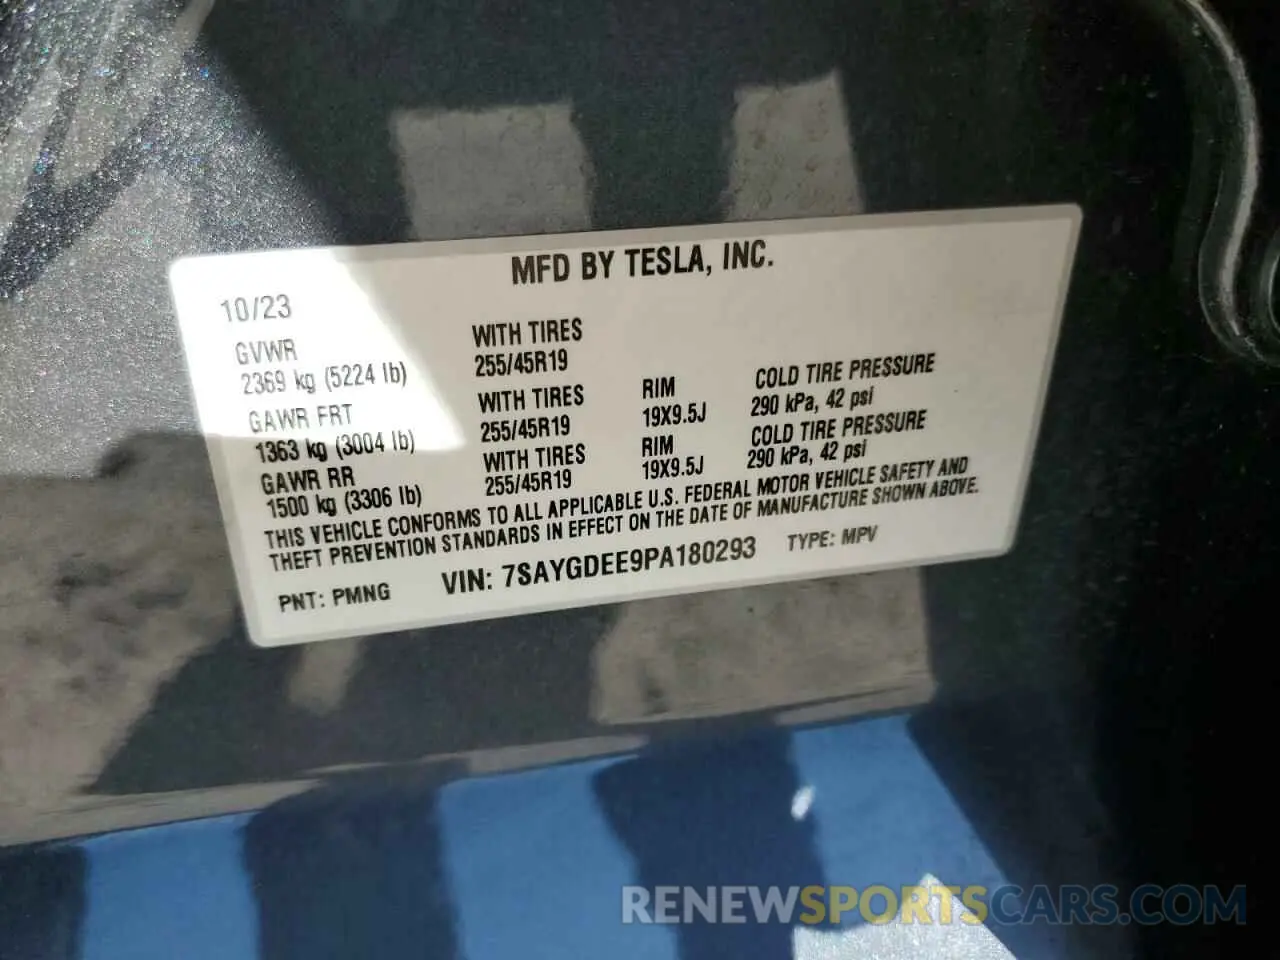 MFD BY TESLA, INC.
10/23
GVWR
2369 kg (5224 lb)
WITH TIRES
255/45R19
GAWR FRT
1363 kg (3004 lb)
WITH TIRES
255/45R19
RIM
19X9.5J
COLD TIRE PRESSURE
290 kPa, 42 psi
GAWR RR
1500 kg (3306 lb)
WITH TIRES
255/45R19
RIM
19X9.5J
COLD TIRE PRESSURE
290 kPa, 42 psi
THIS VEHICLE CONFORMS TO ALL APPLICABLE U.S. FEDERAL MOTOR VEHICLE SAFETY AND
THEFT PREVENTION STANDARDS IN EFFECT ON THE DATE OF MANUFACTURE SHOWN ABOVE.
PNT: PMNG VIN: 7SAYGDEE9PA180293 TYPE: MPV
RENEWSPORTSCARS.COM